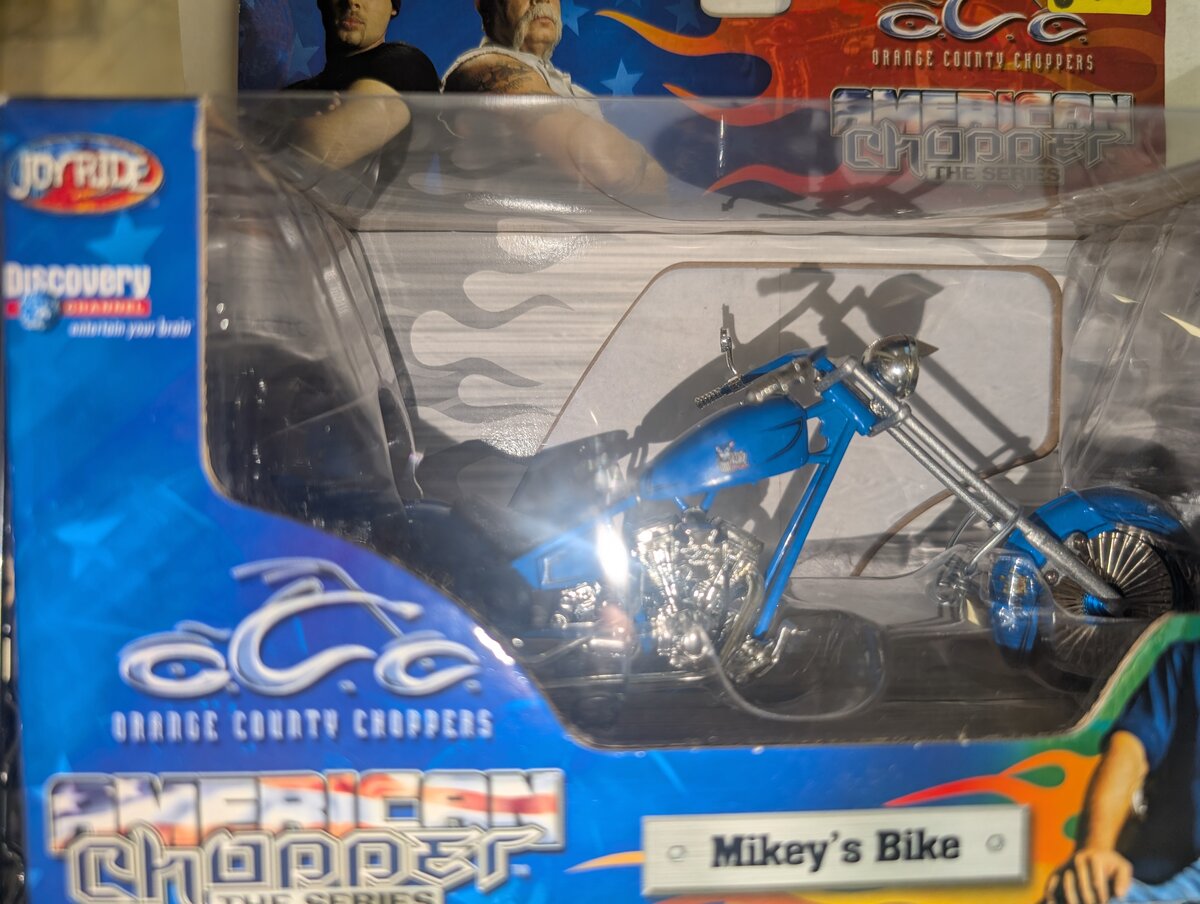 O.C.C.
ORANGE COUNTY CHOPPERS
AMERICAN
Chopper
THE SERIES
JOYRIDE
Discovery
CHANNEL
entertain your brain
O.C.C.
ORANGE COUNTY CHOPPERS
AMERICAN
Chopper
THE SERIES
Mikey's Bike